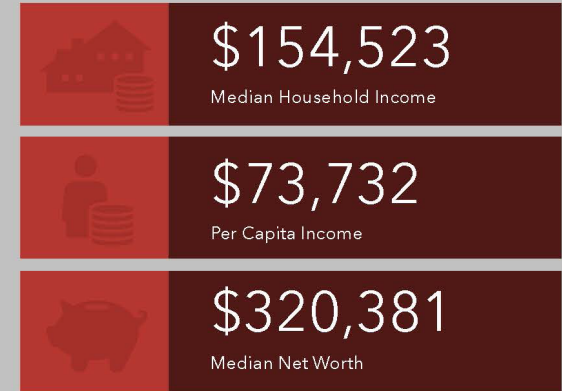 $154,523
Median Household Income
$73,732
Per Capita Income
$320,381
Median Net Worth